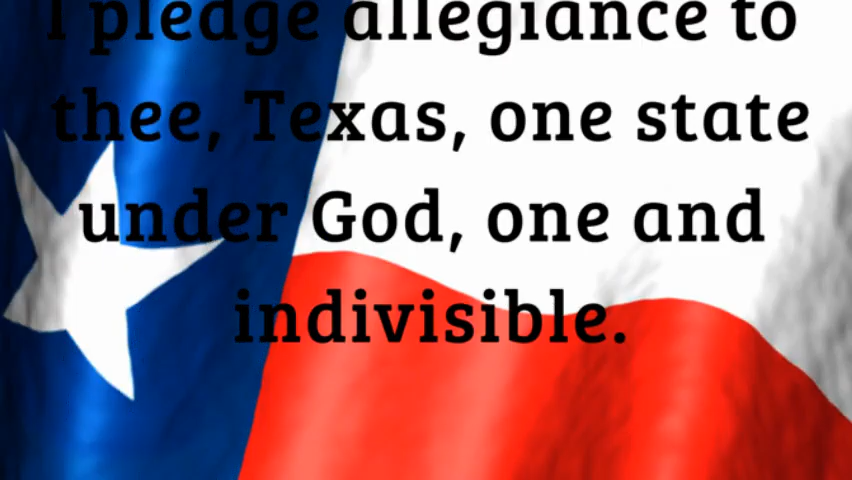 I pledge allegiance to
thee, Texas, one state
under God, one and
indivisible.